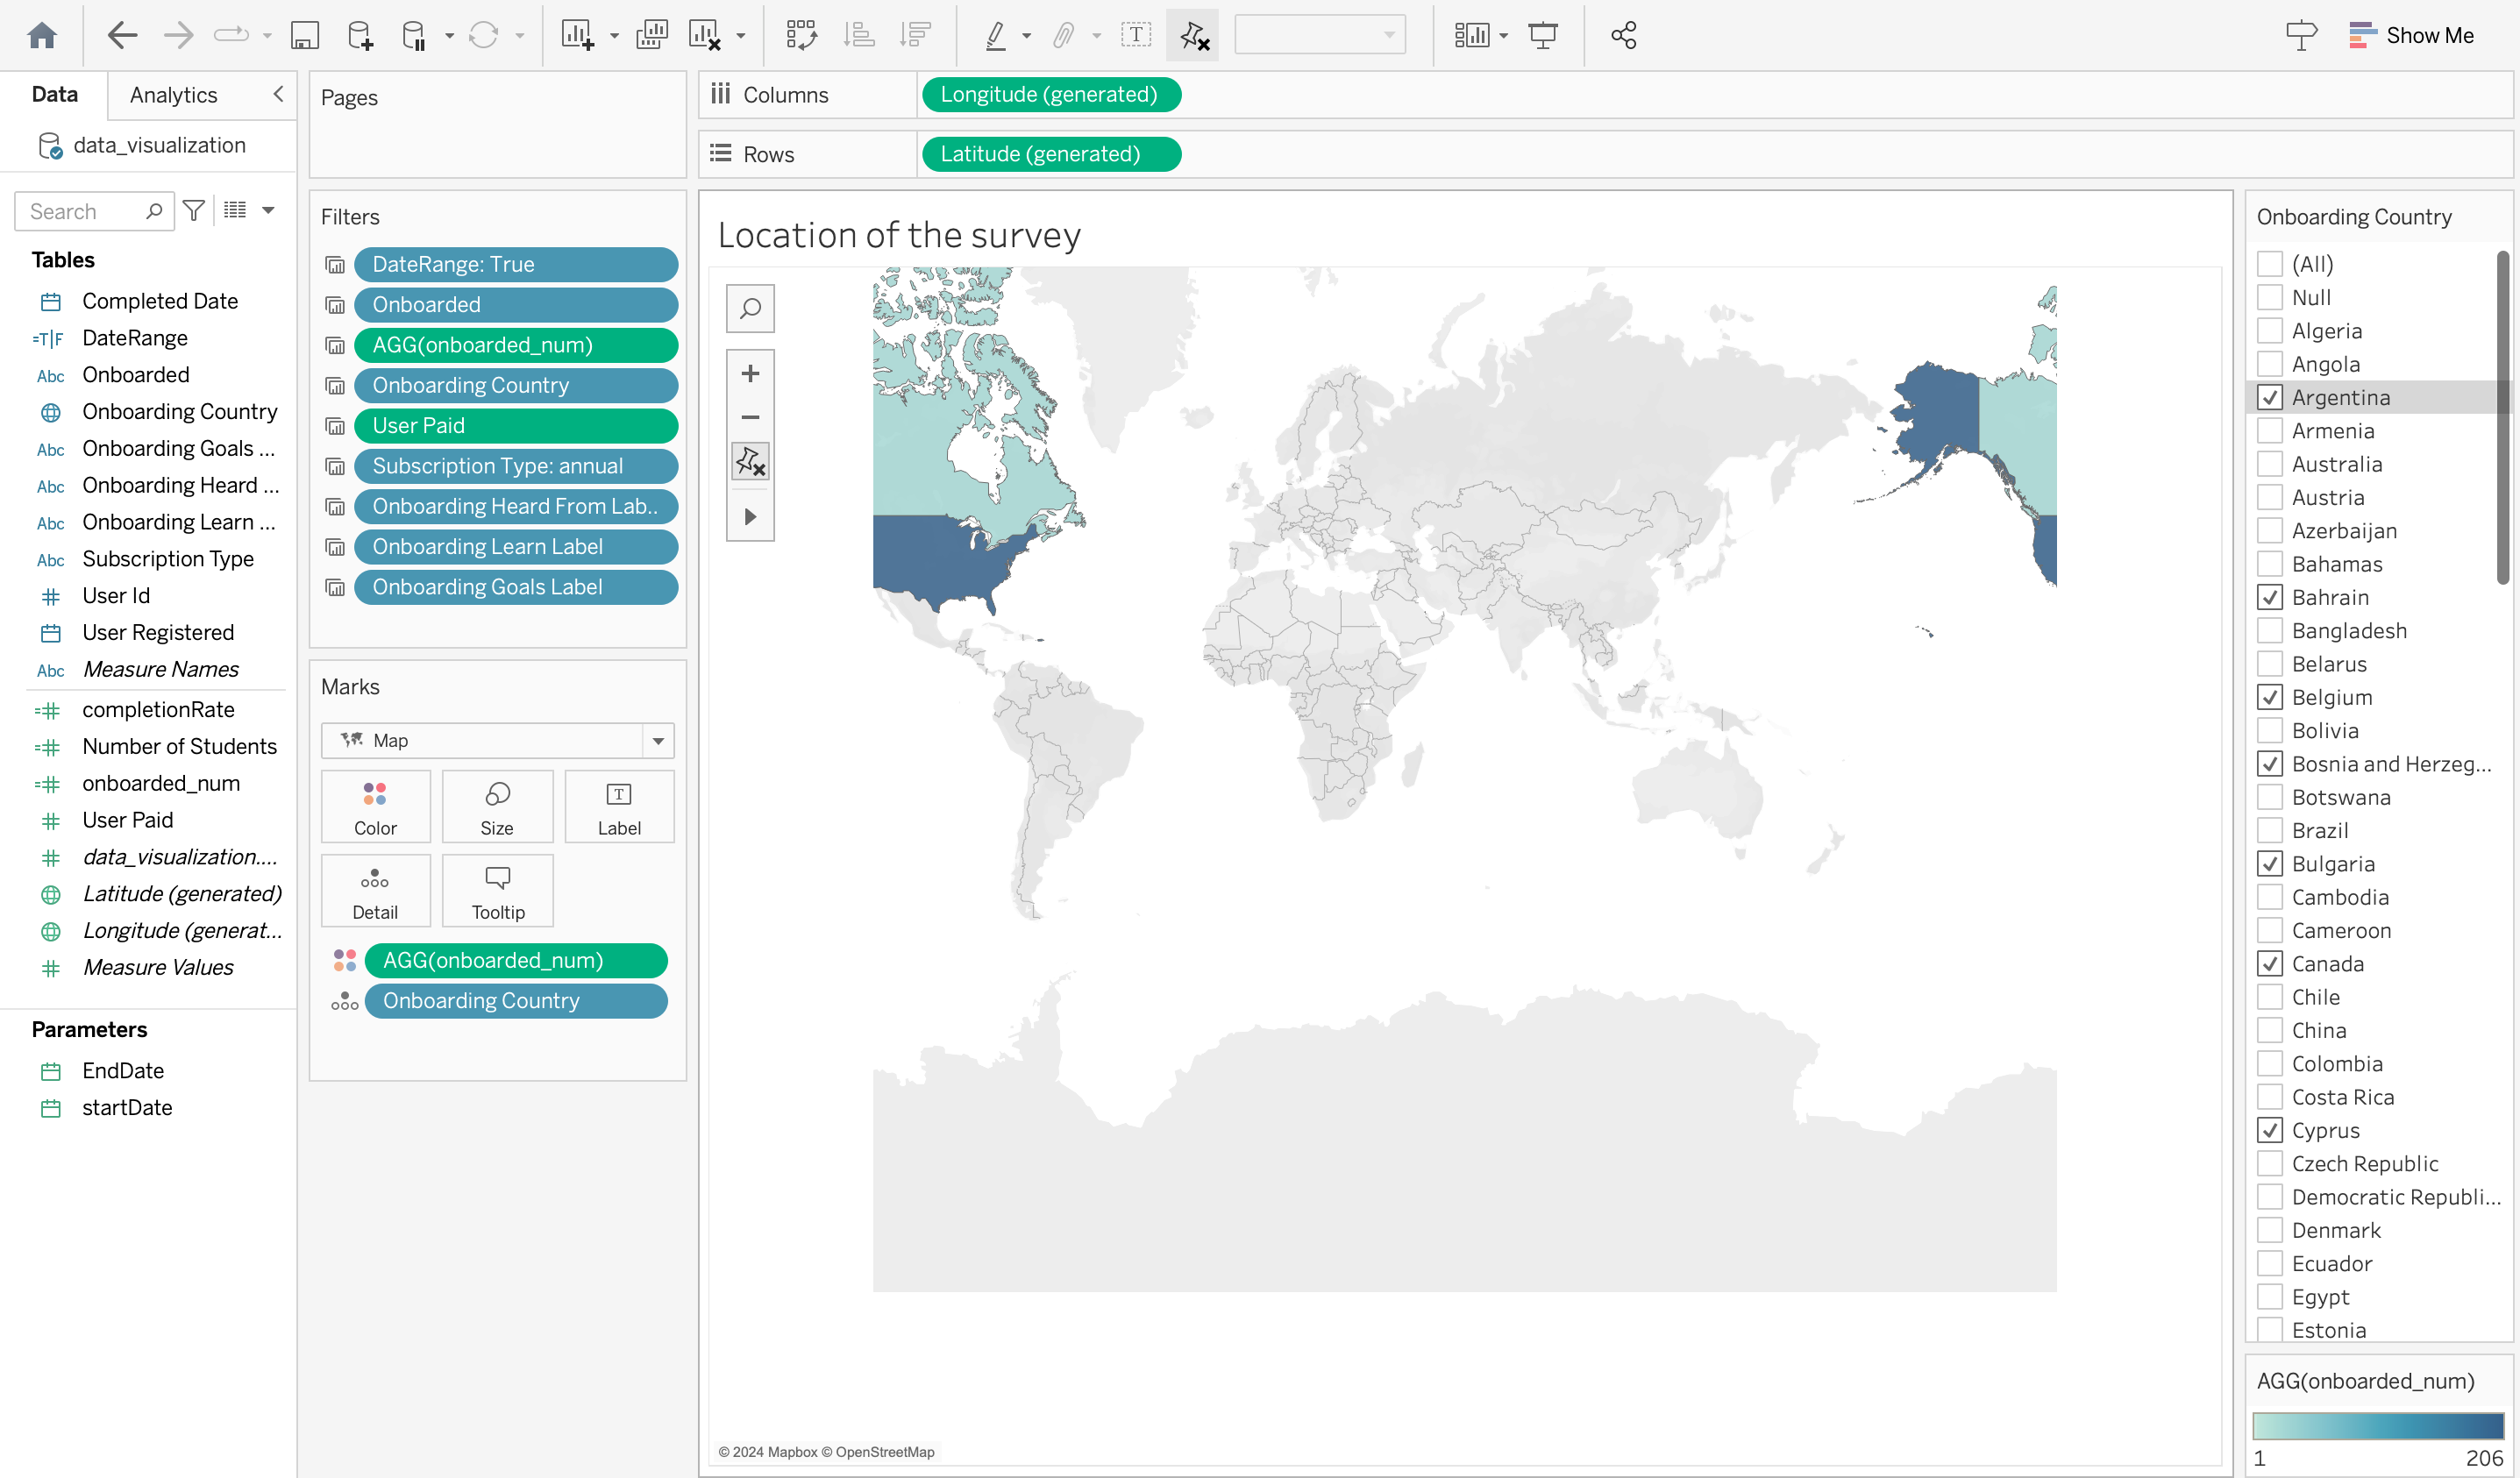 Show Me
Data
Analytics
data_visualization
Search
Tables
Completed Date
=T|F DateRange
Abc Onboarded
Onboarding Country
Abc Onboarding Goals ...
Abc Onboarding Heard ...
Abc Onboarding Learn ...
Abc Subscription Type
User Id
User Registered
Abc Measure Names
completionRate
Number of Students
onboarded_num
User Paid
data_visualization....
Latitude (generated)
Longitude (generat...
Measure Values
Parameters
EndDate
startDate
Pages
Filters
DateRange: True
Onboarded
AGG(onboarded_num)
Onboarding Country
User Paid
Subscription Type: annual
Onboarding Heard From Lab..
Onboarding Learn Label
Onboarding Goals Label
Marks
Map
Color
Size
Label
Detail
Tooltip
AGG(onboarded_num)
Onboarding Country
Columns
Longitude (generated)
Rows
Latitude (generated)
Location of the survey
© 2024 Mapbox © OpenStreetMap
Onboarding Country
(All)
Null
Algeria
Angola
Argentina
Armenia
Australia
Austria
Azerbaijan
Bahamas
Bahrain
Bangladesh
Belarus
Belgium
Bolivia
Bosnia and Herzeg...
Botswana
Brazil
Bulgaria
Cambodia
Cameroon
Canada
Chile
China
Colombia
Costa Rica
Cyprus
Czech Republic
Democratic Republi...
Denmark
Ecuador
Egypt
Estonia
AGG(onboarded_num)
1 206